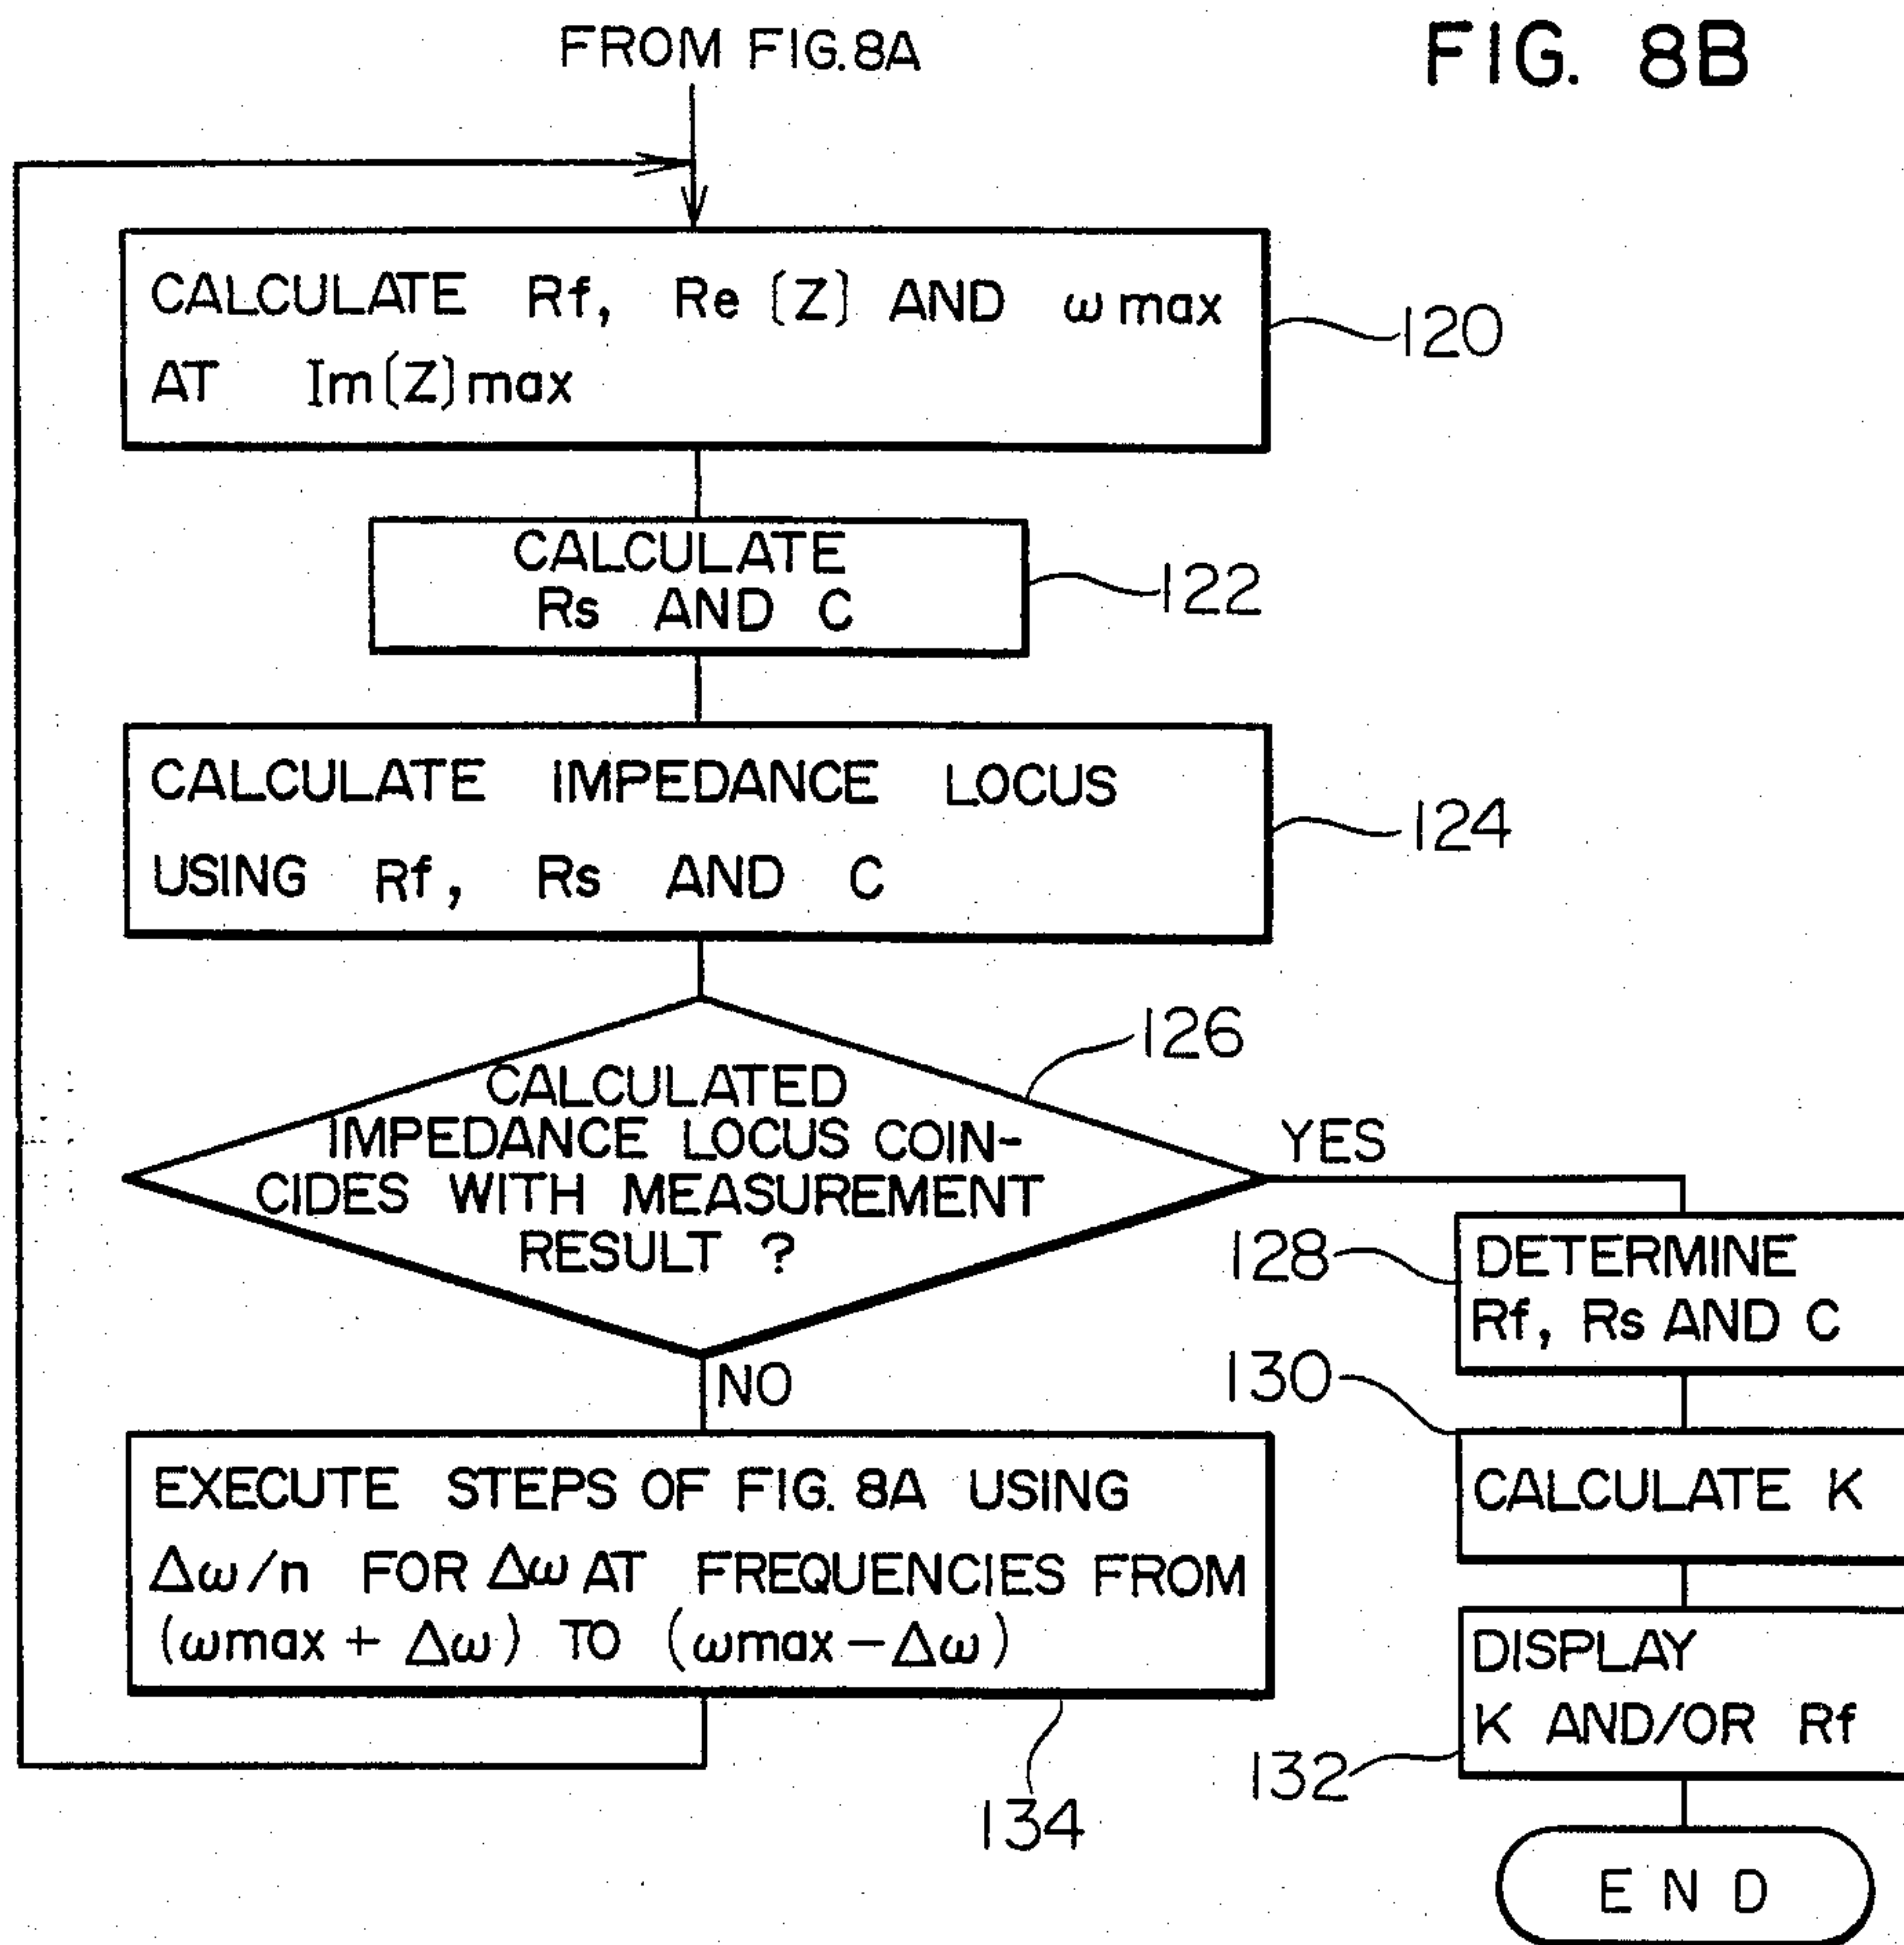 FROM FIG.8A
FIG. 8B
CALCULATE Rf, Re [Z] AND ωmax
AT Im[Z]max
120
CALCULATE
Rs AND C
122
CALCULATE IMPEDANCE LOCUS
USING Rf, Rs AND C
124
126
CALCULATED
IMPEDANCE LOCUS COIN-
CIDES WITH MEASUREMENT
RESULT ?
YES
NO
128
DETERMINE
Rf, Rs AND C
130
CALCULATE K
EXECUTE STEPS OF FIG. 8A USING
Δω/n FOR Δω AT FREQUENCIES FROM
(ωmax + Δω) TO (ωmax-Δω)
134
DISPLAY
K AND/OR Rf
132
END